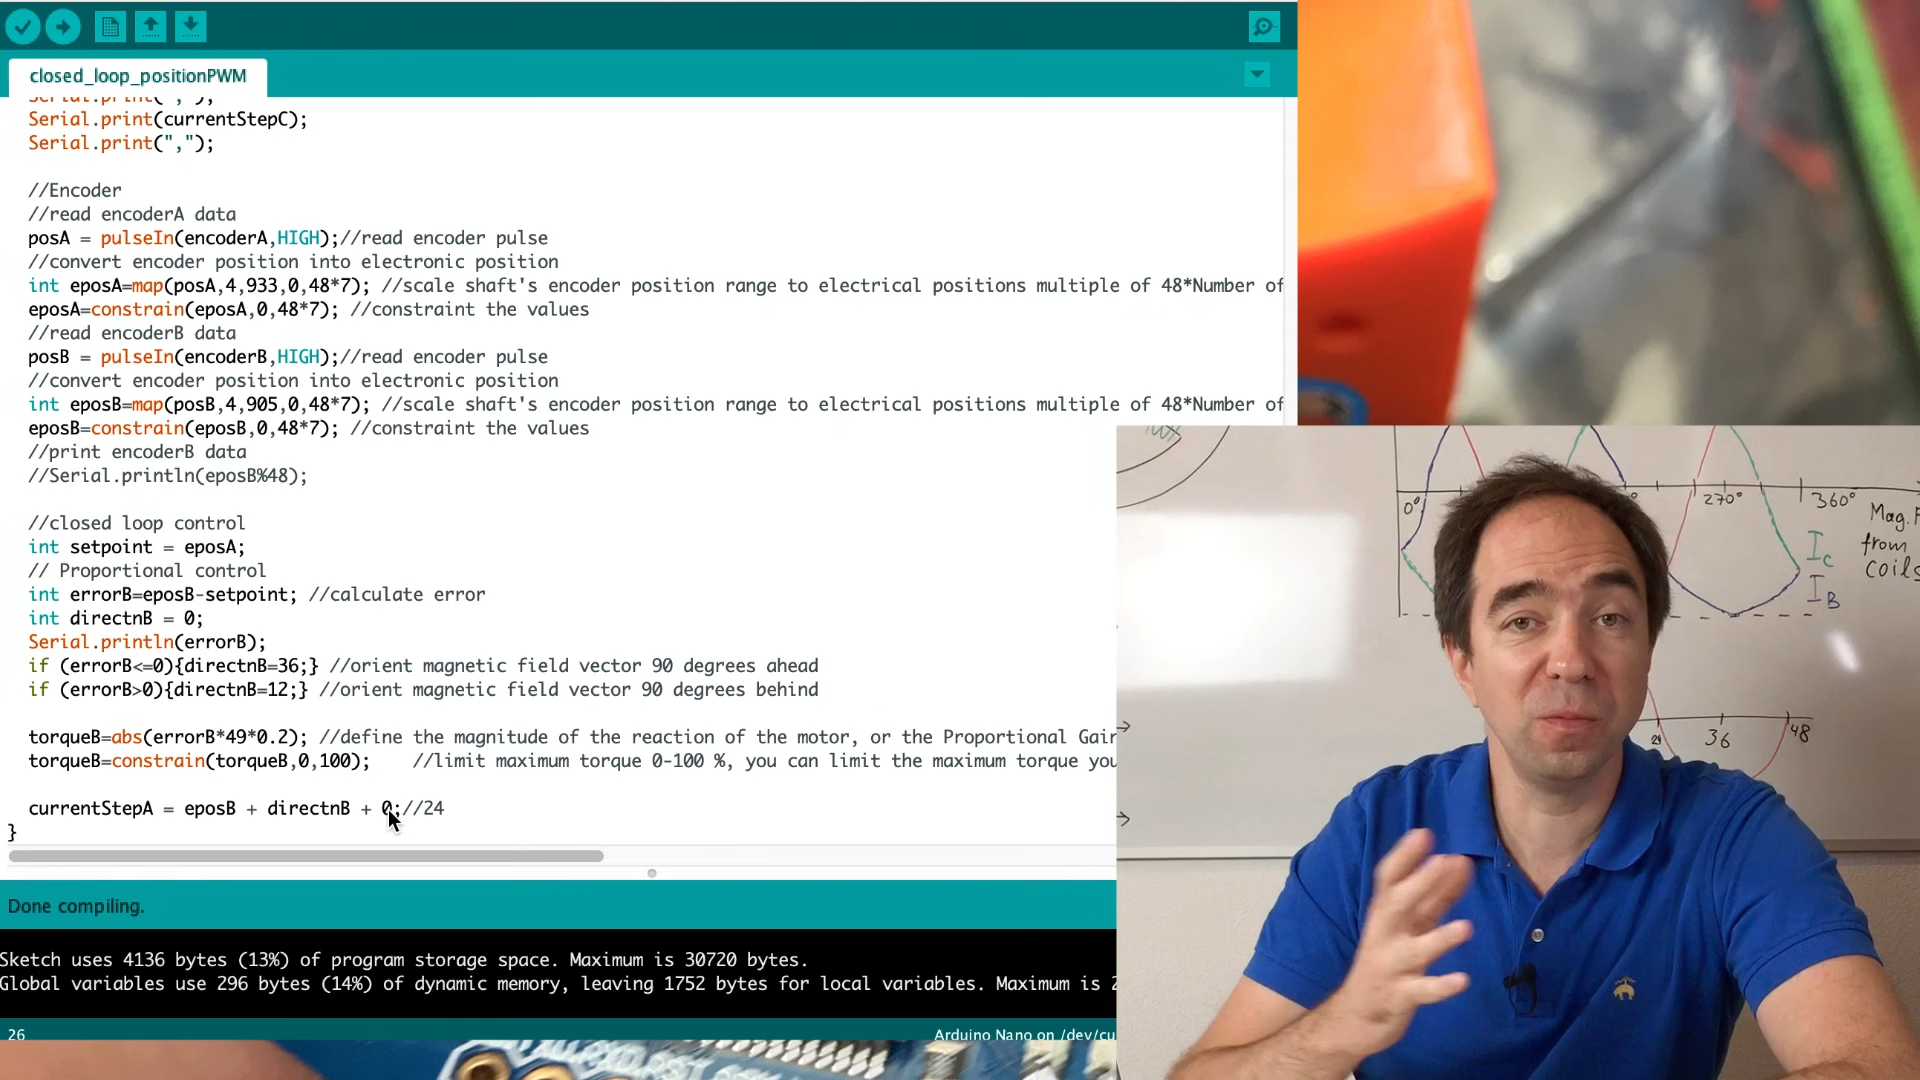 closed_loop_positionPWM
Serial.print(",");
Serial.print(currentStepC);
Serial.print(",");
//Encoder
//read encoderA data
posA = pulseIn(encoderA,HIGH);//read encoder pulse
//convert encoder position into electronic position
int eposA=map(posA,4,933,0,48*7); //scale shaft's encoder position range to electrical positions multiple of 48*Number of
eposA=constrain(eposA,0,48*7); //constraint the values
//read encoderB data
posB = pulseIn(encoderB,HIGH);//read encoder pulse
//convert encoder position into electronic position
int eposB=map(posB,4,905,0,48*7); //scale shaft's encoder position range to electrical positions multiple of 48*Number of
eposB=constrain(eposB,0,48*7); //constraint the values
//print encoderB data
//Serial.println(eposB%48);
//closed loop control
int setpoint = eposA;
// Proportional control
int errorB=eposB-setpoint; //calculate error
int directnB = 0;
Serial.println(errorB);
if (errorB<=0){directnB=36;} //orient magnetic field vector 90 degrees ahead
if (errorB>0){directnB=12;} //orient magnetic field vector 90 degrees behind
torqueB=abs(errorB*49*0.2); //define the magnitude of the reaction of the motor, or the Proportional Gai
torqueB=constrain(torqueB,0,100); //limit maximum torque 0-100 %, you can limit the maximum torque you
currentStepA = eposB + directnB + 0;//24
}
Done compiling.
Sketch uses 4136 bytes (13%) of program storage space. Maximum is 30720 bytes.
Global variables use 296 bytes (14%) of dynamic memory, leaving 1752 bytes for local variables. Maximum is 2
26
Arduino Nano on /dev/cu
0°
270°
360°
Mag. F
from
coils
Ic
IB
24
36
48